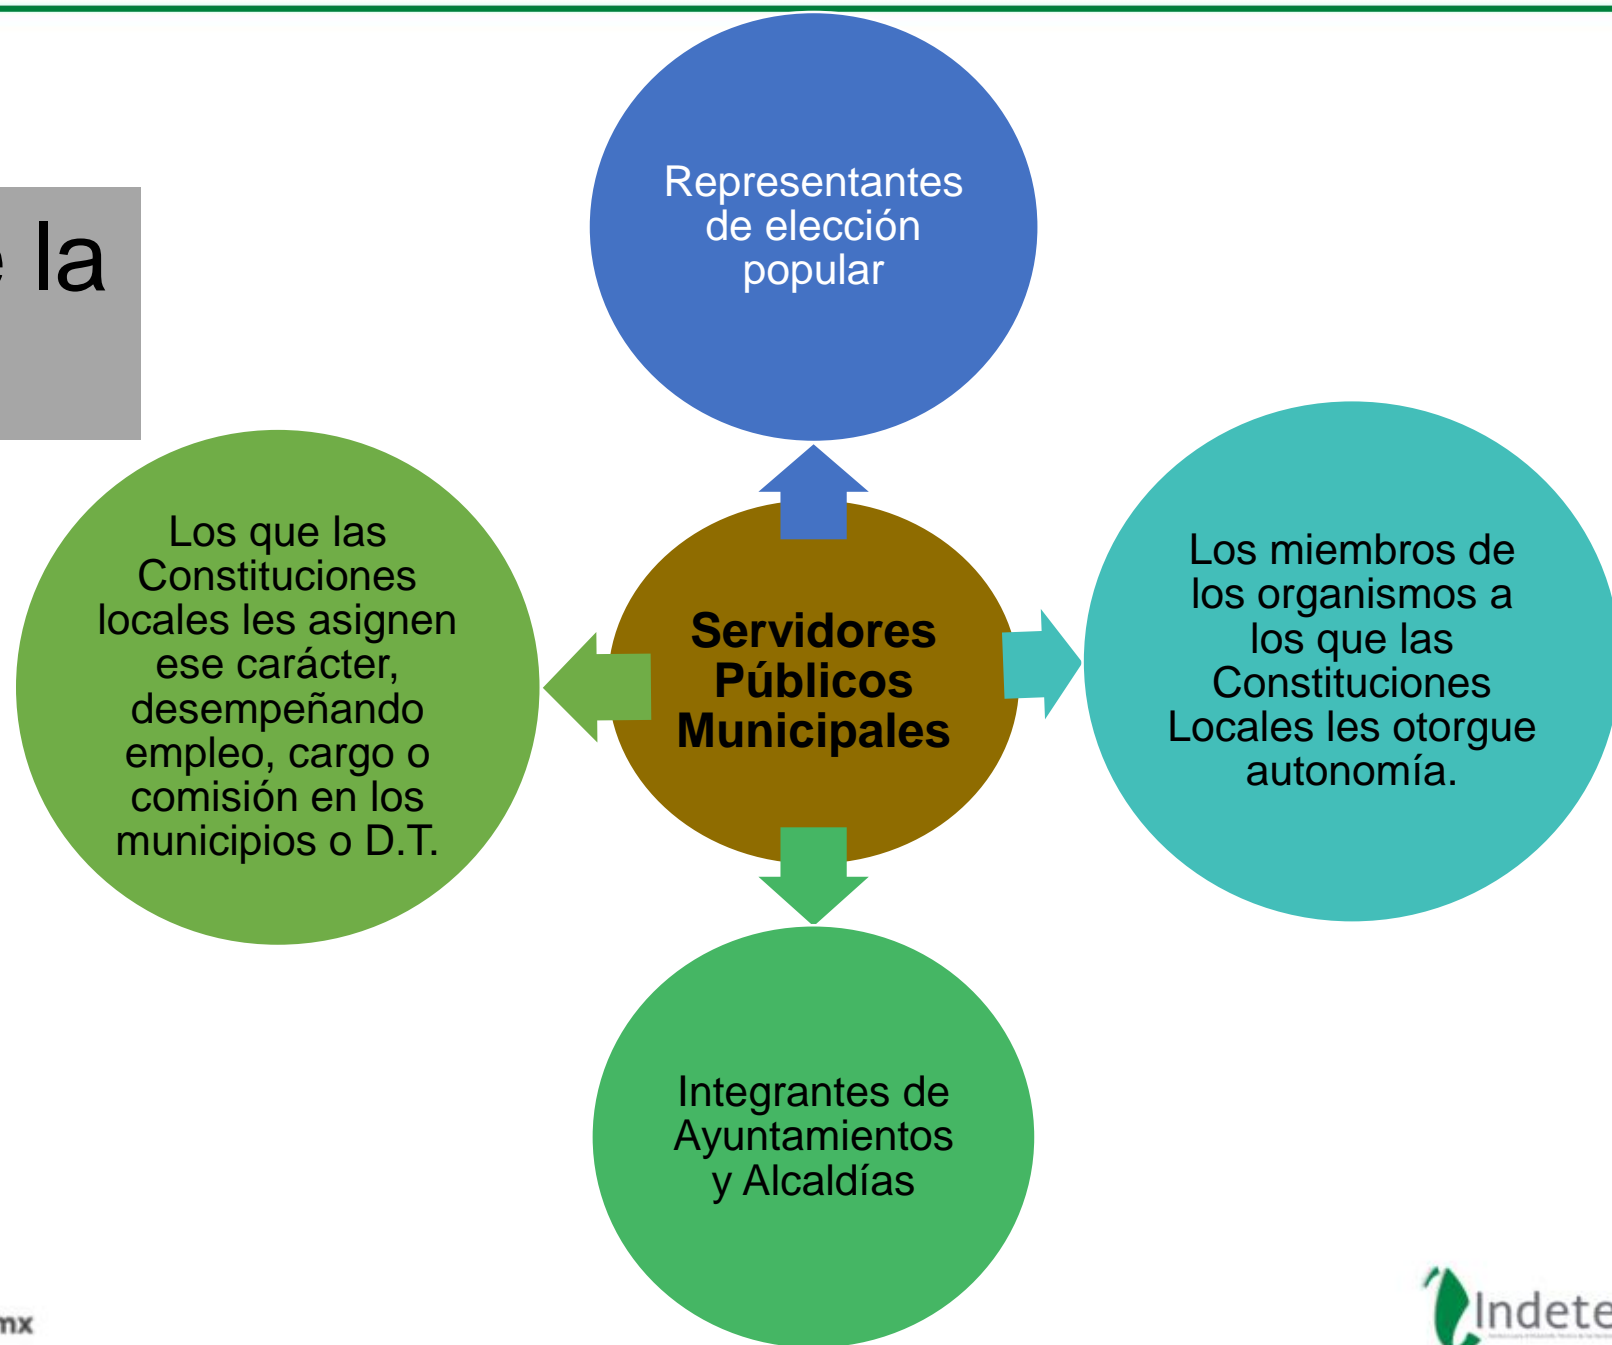 Representantes
de elección
popular
e la
Los que las
Constituciones
locales les asignen
ese carácter,
desempeñando
empleo, cargo o
comisión en los
municipios o D.T.
Servidores
Públicos
Municipales
Los miembros de
los organismos a
los que las
Constituciones
Locales les otorgue
autonomía.
Integrantes de
Ayuntamientos
y Alcaldías
mx
Indete